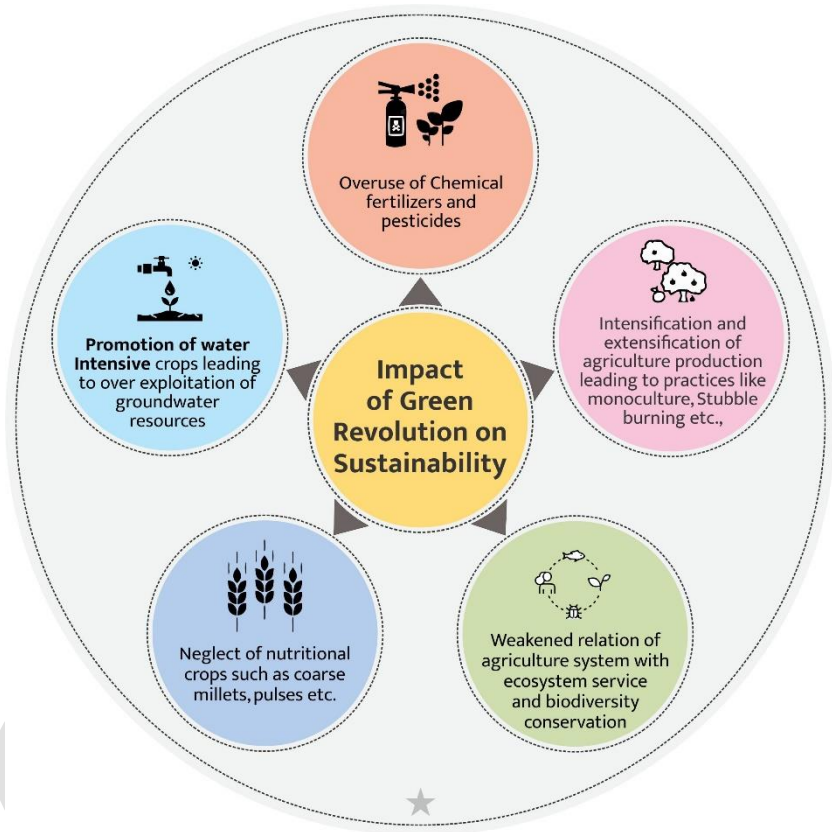 Overuse of Chemical
fertilizers and
pesticides
Promotion of water
Intensive crops leading
to over exploitation of
groundwater
resources
Impact
of Green
Revolution on
Sustainability
Intensification and
extensification of
agriculture production
leading to practices like
monoculture, Stubble
burning etc.,
Neglect of nutritional
crops such as coarse
millets, pulses etc.
Weakened relation of
agriculture system with
ecosystem service
and biodiversity
conservation